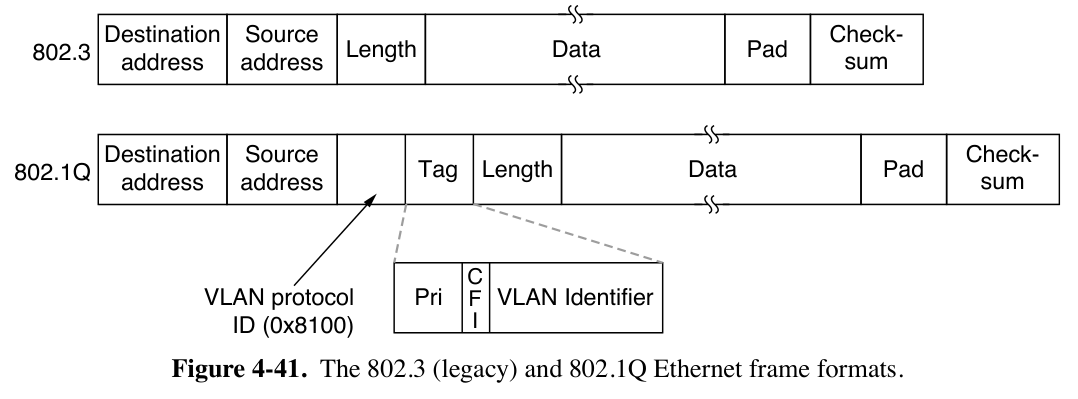 802.3
Destination
address
Source
address
Length
Data
Pad
Check-
sum
802.1Q
Destination
address
Source
address
Tag
Length
Data
Pad
Check-
sum
VLAN protocol
ID (0x8100)
Pri
C
F
I
VLAN Identifier
Figure 4-41. The 802.3 (legacy) and 802.1Q Ethernet frame formats.